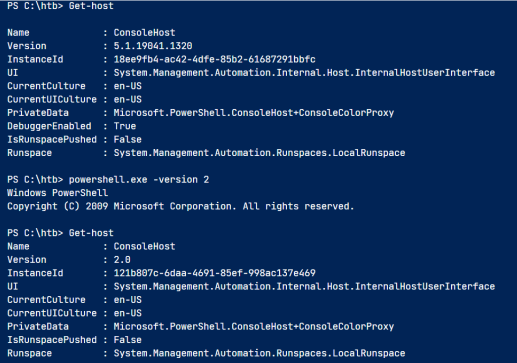 PS C:\htb> Get-host
Name             : ConsoleHost
Version          : 5.1.19041.1320
InstanceId       : 18ee9fb4-ac42-4dfe-85b2-61687291bbfc
UI               : System.Management.Automation.Internal.Host.InternalHostUserInterface
CurrentCulture   : en-US
CurrentUICulture : en-US
PrivateData      : Microsoft.PowerShell.ConsoleHost+ConsoleColorProxy
DebuggerEnabled  : True
IsRunspacePushed : False
Runspace         : System.Management.Automation.Runspaces.LocalRunspace
PS C:\htb> powershell.exe -version 2
Windows PowerShell
Copyright (C) 2009 Microsoft Corporation. All rights reserved.
PS C:\htb> Get-host
Name             : ConsoleHost
Version          : 2.0
InstanceId       : 121b807c-6daa-4691-85ef-998ac137e469
UI               : System.Management.Automation.Internal.Host.InternalHostUserInterface
CurrentCulture   : en-US
CurrentUICulture : en-US
PrivateData      : Microsoft.PowerShell.ConsoleHost+ConsoleColorProxy
IsRunspacePushed : False
Runspace         : System.Management.Automation.Runspaces.LocalRunspace